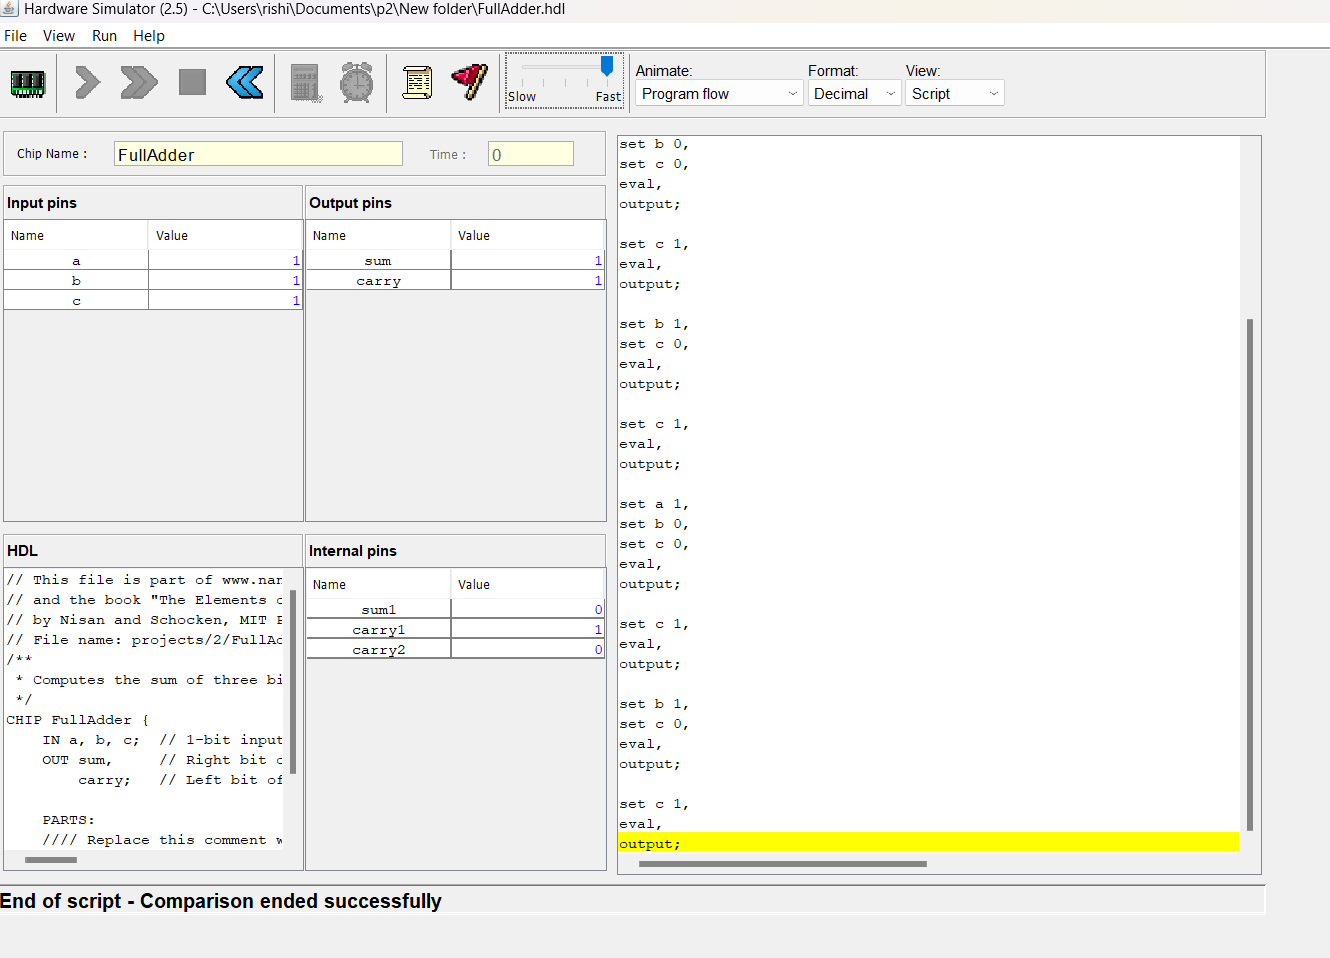 Hardware Simulator (2.5) - C:\Users\rishi\Documents\p2\New folder\FullAdder.hdl
File View Run Help
Slow Fast
Animate: Format: View:
Program flow Decimal Script
Chip Name : FullAdder Time : 0
Input pins
Name Value
a 1
b 1
c 1
Output pins
Name Value
sum 1
carry 1
HDL
// This file is part of www.nan
// and the book "The Elements o
// by Nisan and Schocken, MIT P
// File name: projects/2/FullAd
/**
* Computes the sum of three bi
*/
CHIP FullAdder {
IN a, b, c; // 1-bit input
OUT sum, // Right bit o
carry; // Left bit of
PARTS:
//// Replace this comment w
Internal pins
Name Value
sum1 0
carry1 1
carry2 0
set b 0,
set c 0,
eval,
output;
set c 1,
eval,
output;
set b 1,
set c 0,
eval,
output;
set c 1,
eval,
output;
set a 1,
set b 0,
set c 0,
eval,
output;
set c 1,
eval,
output;
set b 1,
set c 0,
eval,
output;
set c 1,
eval,
output;
End of script - Comparison ended successfully